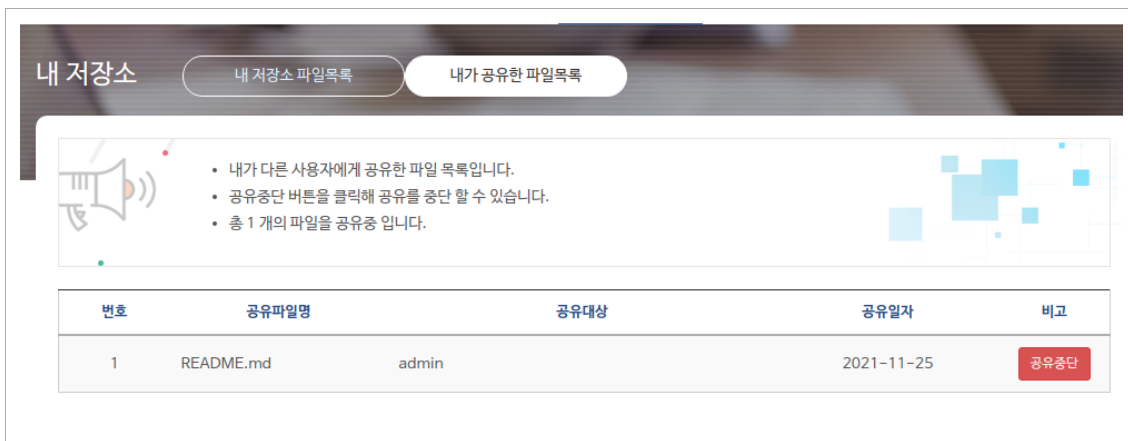 내 저장소 내 저장소 파일목록 내가 공유한 파일목록
내가 다른 사용자에게 공유한 파일 목록입니다.
공유중단 버튼을 클릭해 공유를 중단 할 수 있습니다.
총 1 개의 파일을 공유중 입니다.
번호 공유파일명 공유대상 공유일자 비고
1 README.md admin 2021-11-25 공유중단